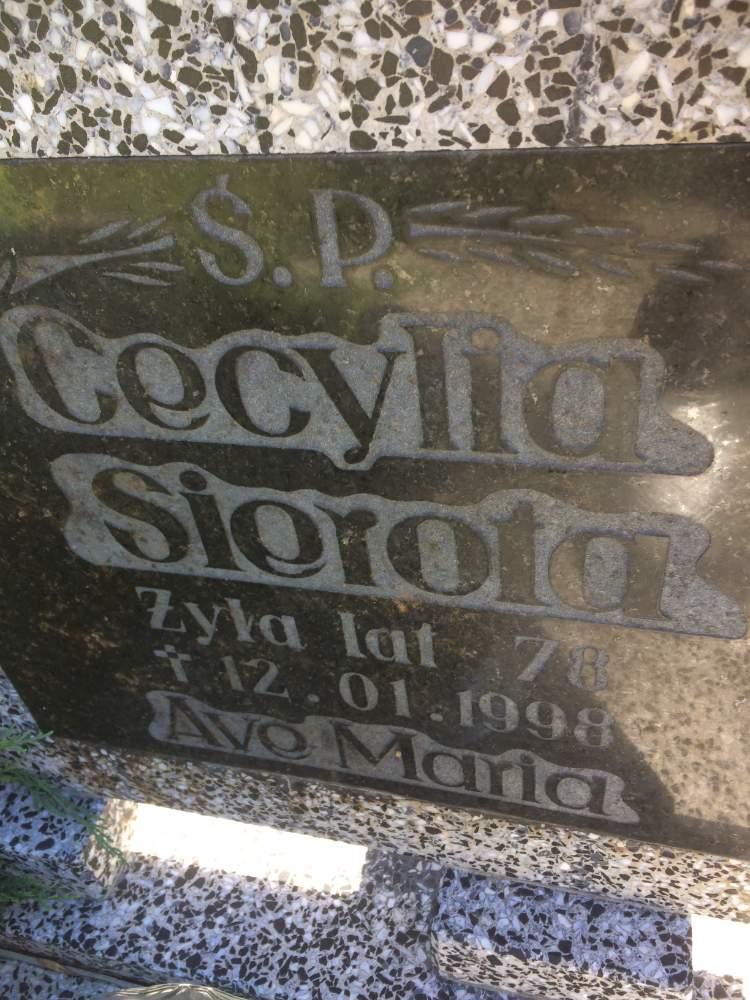 Ś.P.
Cecylia
Sierota
Żyła lat 78
† 12.01.1998
Ave Maria